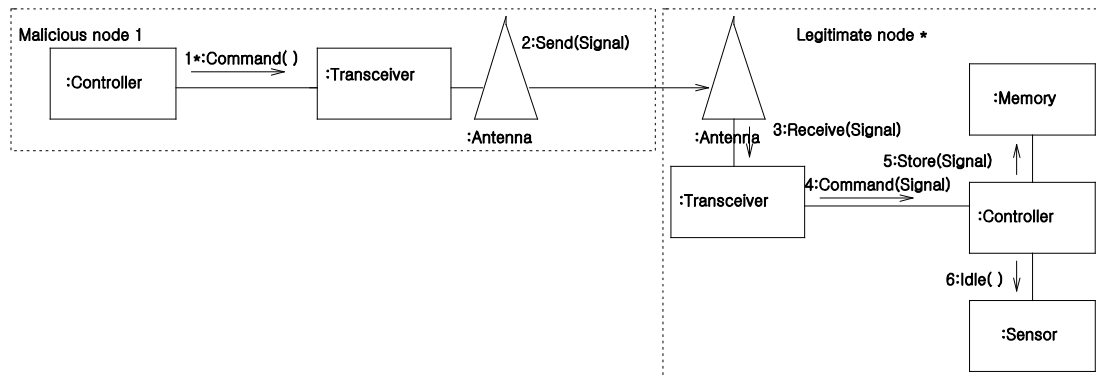 Malicious node 1
1*:Command( )
:Controller
:Transceiver
2:Send(Signal)
:Antenna
Legitimate node *
:Antenna
3:Receive(Signal)
:Transceiver
4:Command(Signal)
:Memory
5:Store(Signal)
:Controller
6:Idle( )
:Sensor